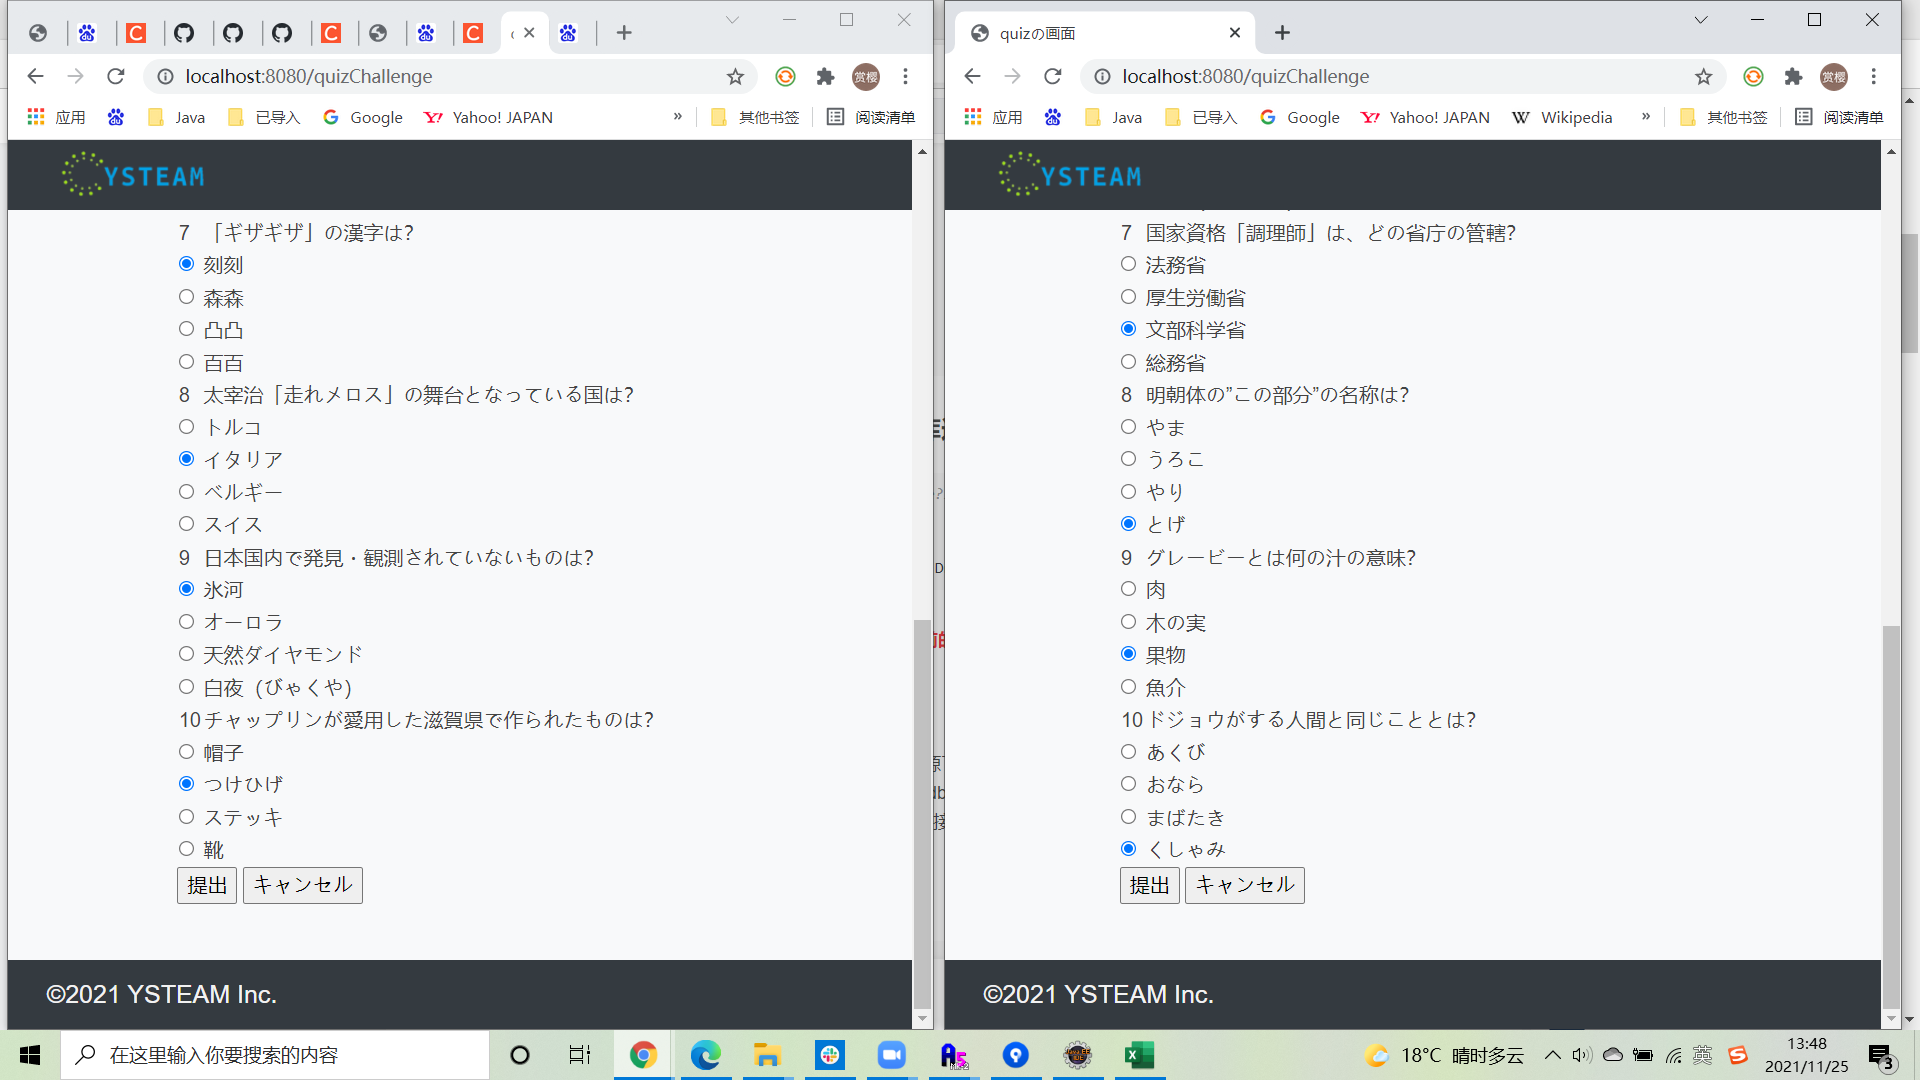 quizの画面
localhost:8080/quizChallenge
应用
Java
已导入
Google
Yahoo! JAPAN
»
其他书签
阅读清单
YSTEAM
7 「ギザギザ」の漢字は?
刻刻
森森
凸凸
百百
8 太宰治「走れメロス」の舞台となっている国は?
トルコ
イタリア
ベルギー
スイス
9 日本国内で発見・観測されていないものは?
氷河
オーロラ
天然ダイヤモンド
白夜（びゃくや）
10 チャップリンが愛用した滋賀県で作られたものは?
帽子
つけひげ
ステッキ
靴
提出 キャンセル
©2021 YSTEAM Inc.
localhost:8080/quizChallenge
赏樱
应用
Java
已导入
Google
Yahoo! JAPAN
Wikipedia
»
其他书签
阅读清单
YSTEAM
7 国家資格「調理師」は、どの省庁の管轄?
法務省
厚生労働省
文部科学省
総務省
8 明朝体の”この部分”の名称は?
やま
うろこ
やり
とげ
9 グレービーとは何の汁の意味?
肉
木の実
果物
魚介
10 ドジョウがする人間と同じこととは?
あくび
おなら
まばたき
くしゃみ
提出 キャンセル
©2021 YSTEAM Inc.
在这里输入你要搜索的内容
18°C 晴时多云
英
13:48
2021/11/25
3